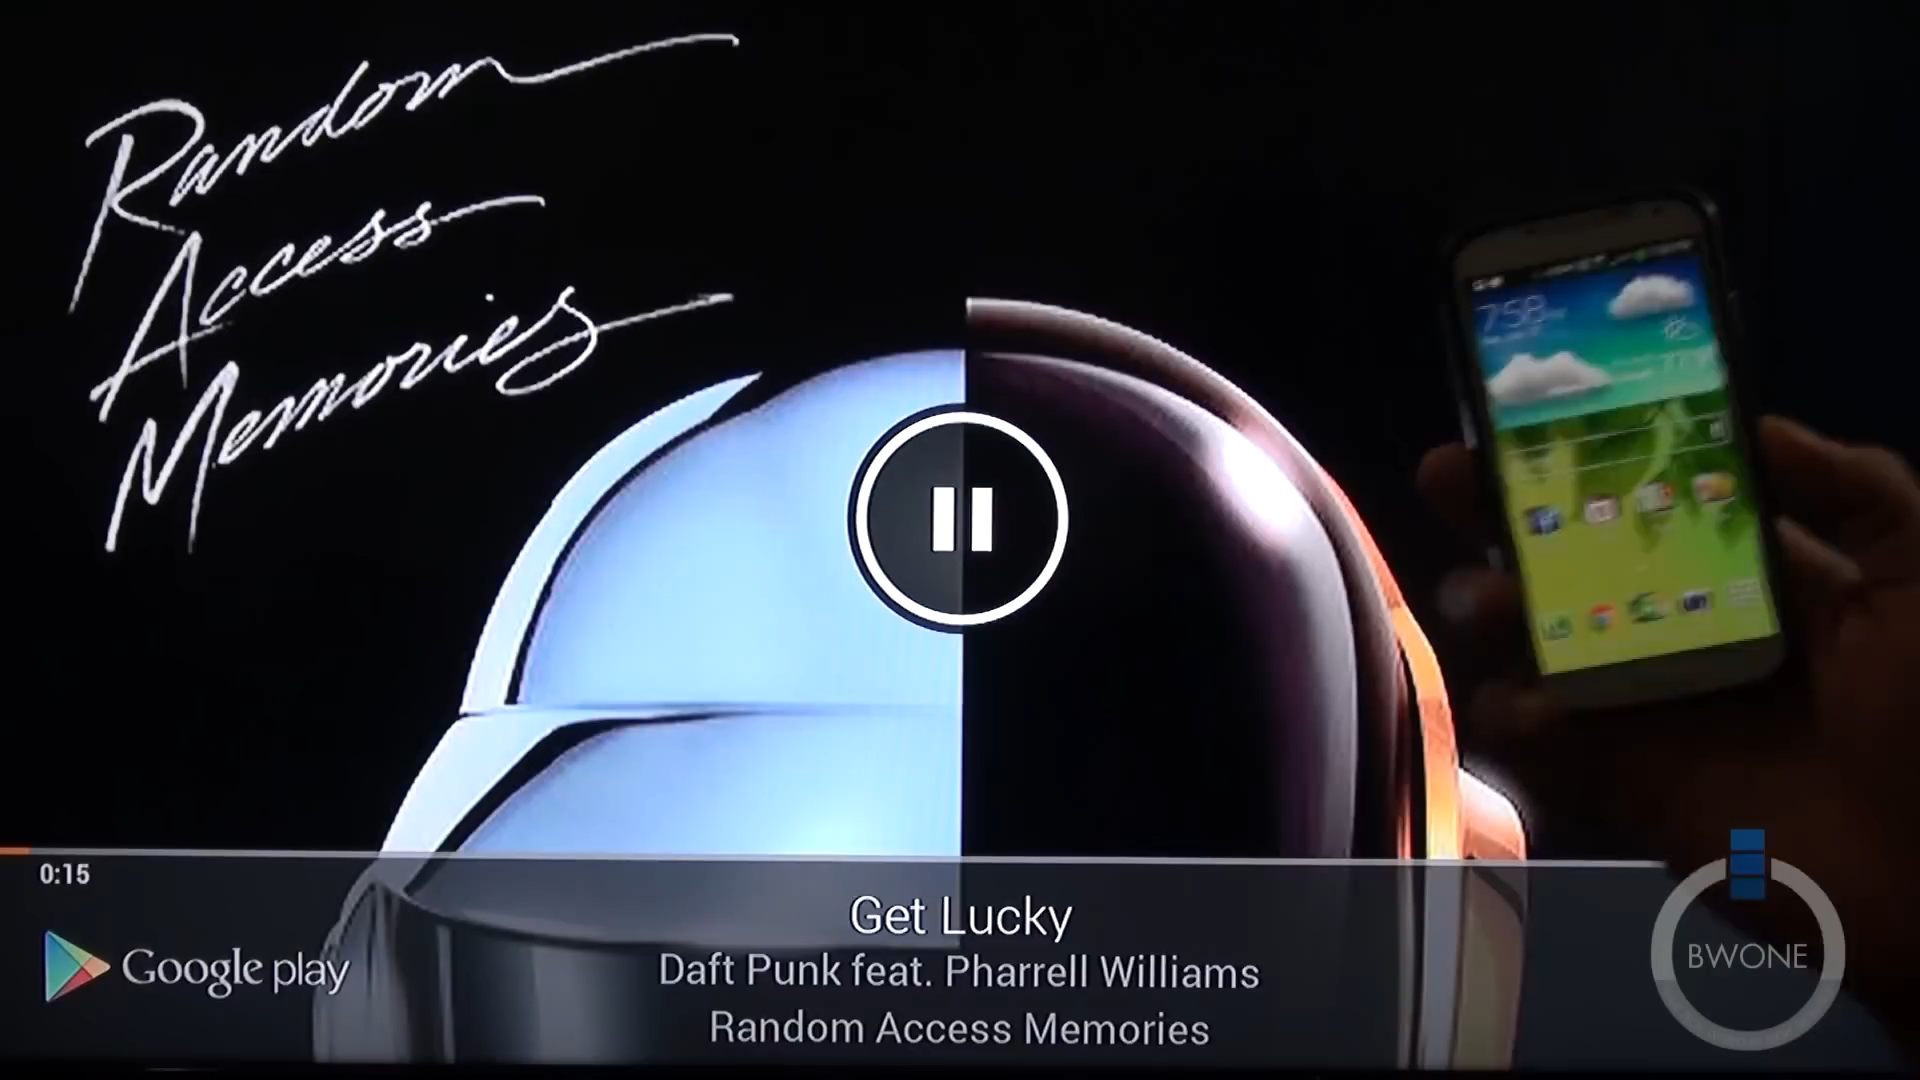 Random
Access
Memories
7:58
0:15
Get Lucky
Google play
Daft Punk feat. Pharrell Williams
Random Access Memories
BWONE